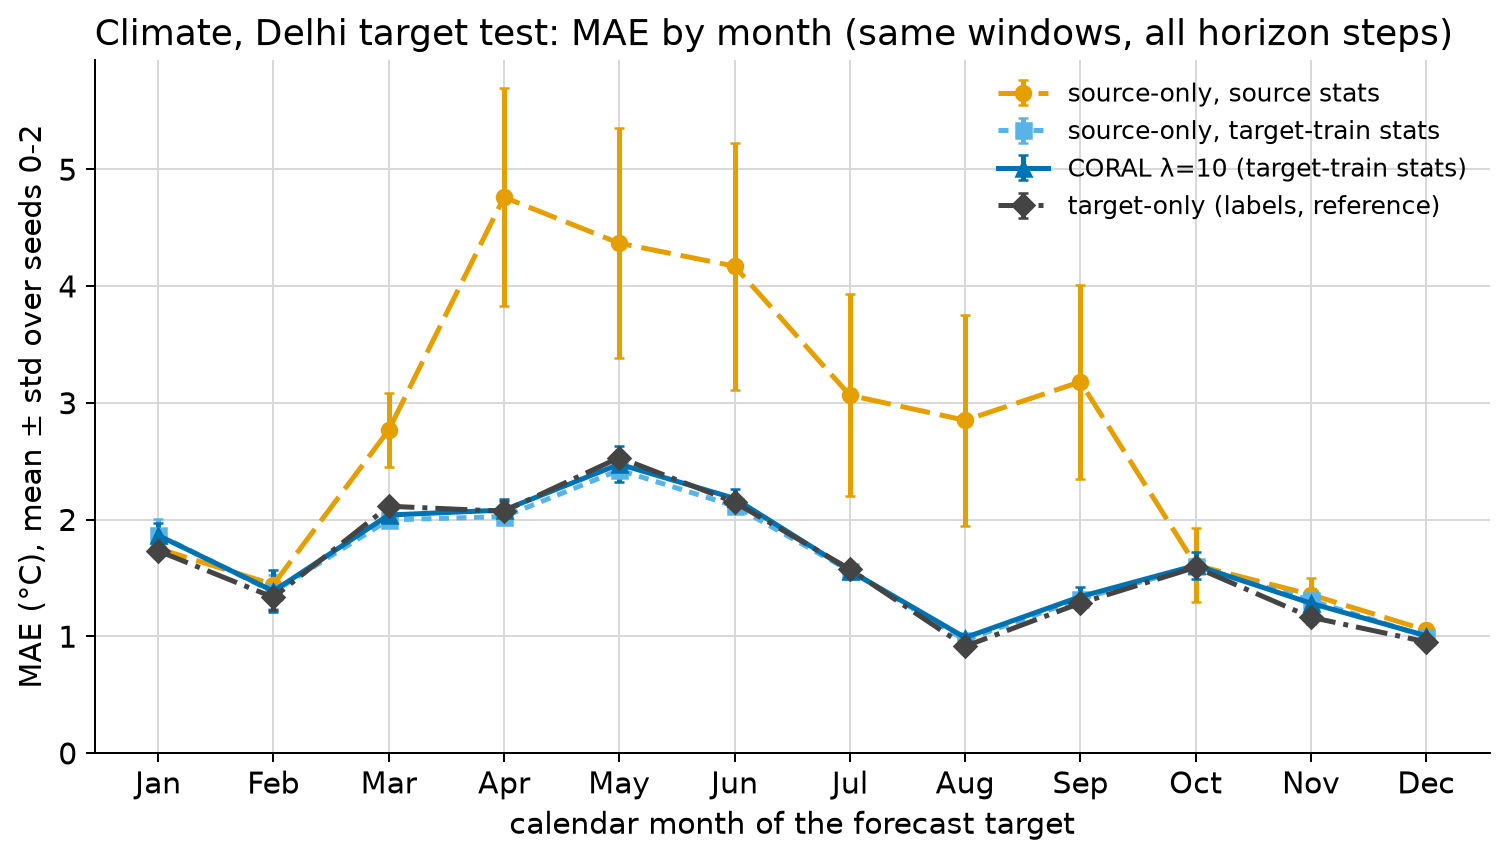 Climate, Delhi target test: MAE by month (same windows, all horizon steps)
source-only, source stats
source-only, target-train stats
CORAL λ=10 (target-train stats)
target-only (labels, reference)
MAE (°C), mean ± std over seeds 0-2
5
4
3
2
1
0
Jan Feb Mar Apr May Jun Jul Aug Sep Oct Nov Dec
calendar month of the forecast target